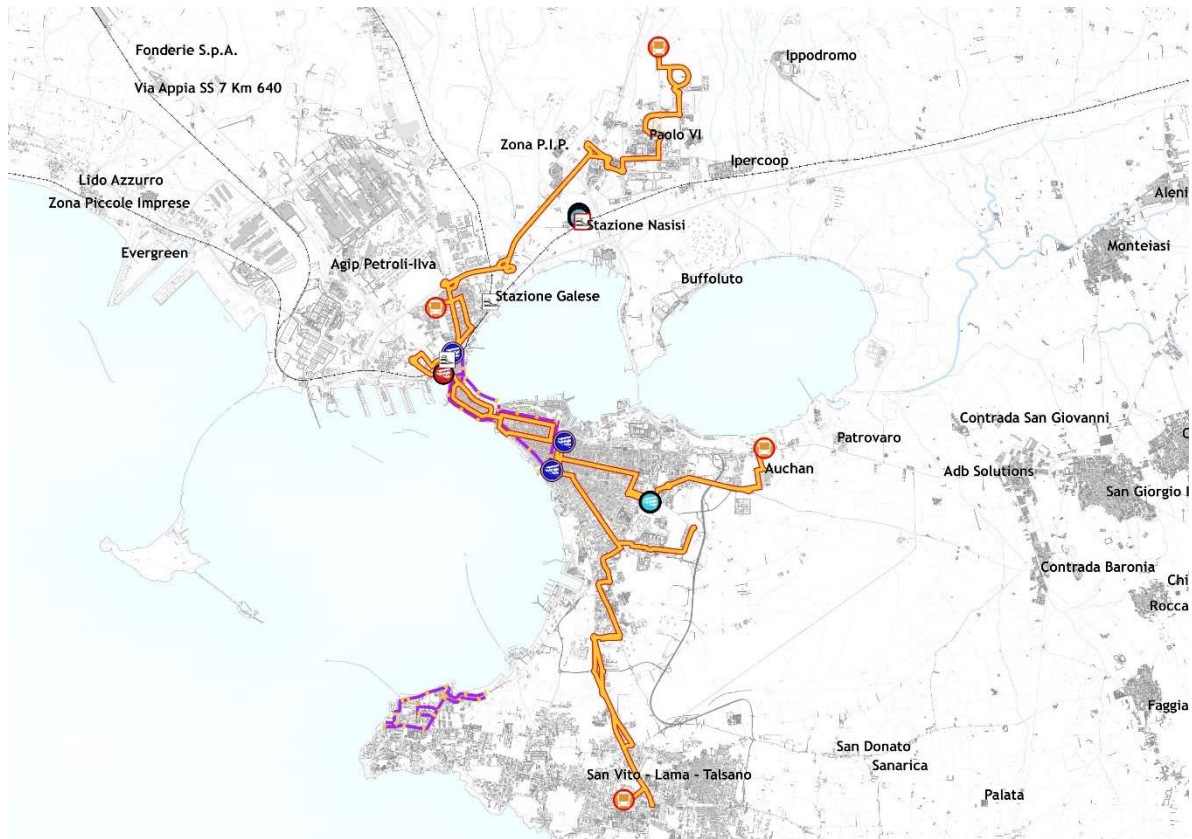 Fonderie S.p.A.
Ippodromo
Via Appia SS 7 Km 640
Paolo VI
Zona P.I.P.
Ipercoop
Lido Azzurro
Zona Piccole Imprese
Aleni
Stazione Nasisi
Monteiasi
Evergreen
Agip Petroli-Ilva
Buffoluto
Stazione Galese
Contrada San Giovanni
Patrovaro
Auchan
Adb Solutions
San Giorgio I
Contrada Baronia
Chi
Rocca
Faggia
San Donato
Sanarica
San Vito - Lama - Talsano
Palata